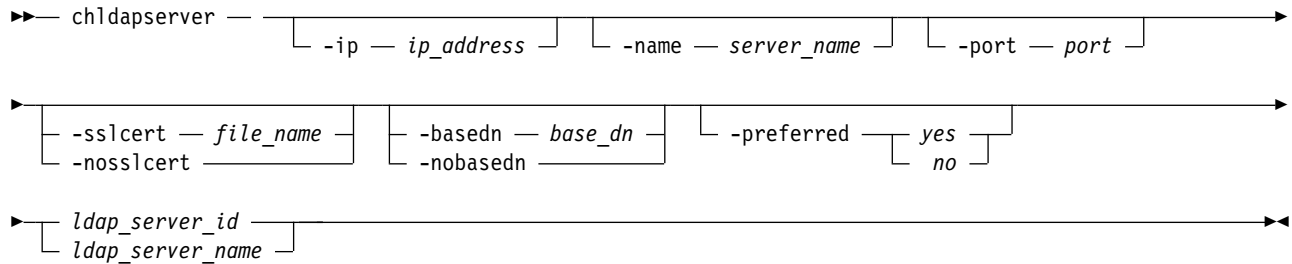 chldapserver -ip ip_address -name server_name -port port
-sslcert file_name -basedn base_dn -preferred yes
-nosslcert -nobasedn no
ldap_server_id
ldap_server_name